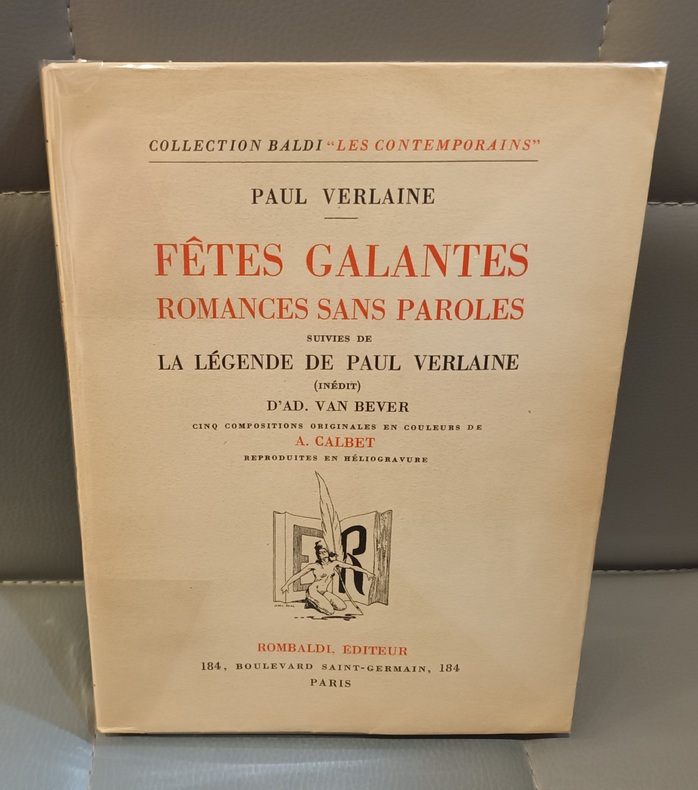 COLLECTION BALDI “LES CONTEMPORAINS”
PAUL VERLAINE
FÊTES GALANTES
ROMANCES SANS PAROLES
SUIVIES DE
LA LÉGENDE DE PAUL VERLAINE
(INÉDIT)
D'AD. VAN BEVER
CINQ COMPOSITIONS ORIGINALES EN COULEURS DE
A. CALBET
REPRODUITES EN HÉLIOGRAVURE
ER
ROMBALDI, EDITEUR
184, BOULEVARD SAINT-GERMAIN, 184
PARIS